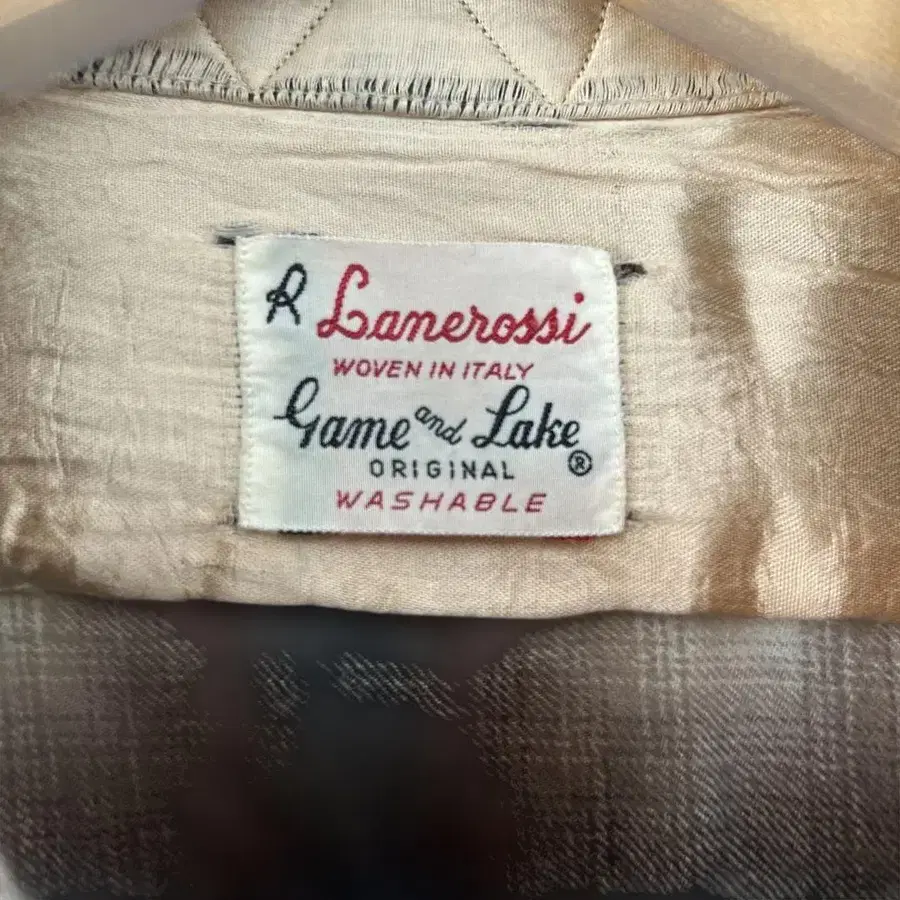 R Lanerossi
WOVEN IN ITALY
Game and Lake ®
ORIGINAL
WASHABLE